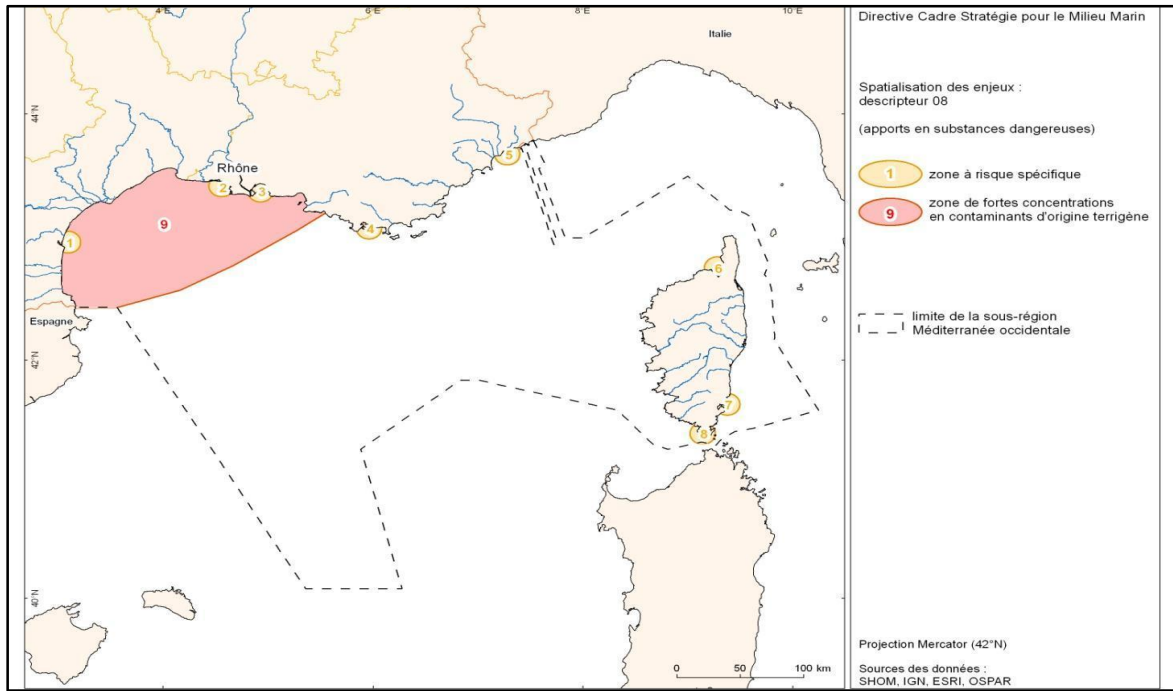 4°E
6°E
8°E
10°E
Italie
44°N
Rhône
5
2
3
9
4
1
6
Espagne
42°N
7
8
40°N
0 50 100 km
Directive Cadre Stratégie pour le Milieu Marin
Spatialisation des enjeux :
descripteur 08
(apports en substances dangereuses)
1 zone à risque spécifique
9 zone de fortes concentrations
en contaminants d'origine terrigène
limite de la sous-région
Méditerranée occidentale
Projection Mercator (42°N)
Sources des données :
SHOM, IGN, ESRI, OSPAR